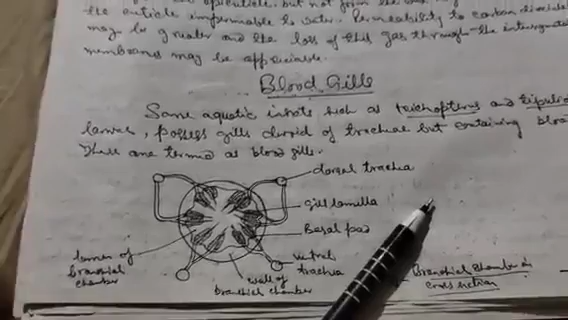 the cuticle impermeable to water. Permeability to carbon dioxide
may be greater and the loss of this gas through the
membranes may be appreciable.
Blood Gills
Some aquatic insects such as and
larvae, possess gills devoid of tracheae but containing blood
These are termed as blood gills.
dorsal trachea
gill lamella
Basal pad
ventral
trachea
lumen of
branchial
chamber
wall of
branchial chamber
Branchial chamber in
cross section